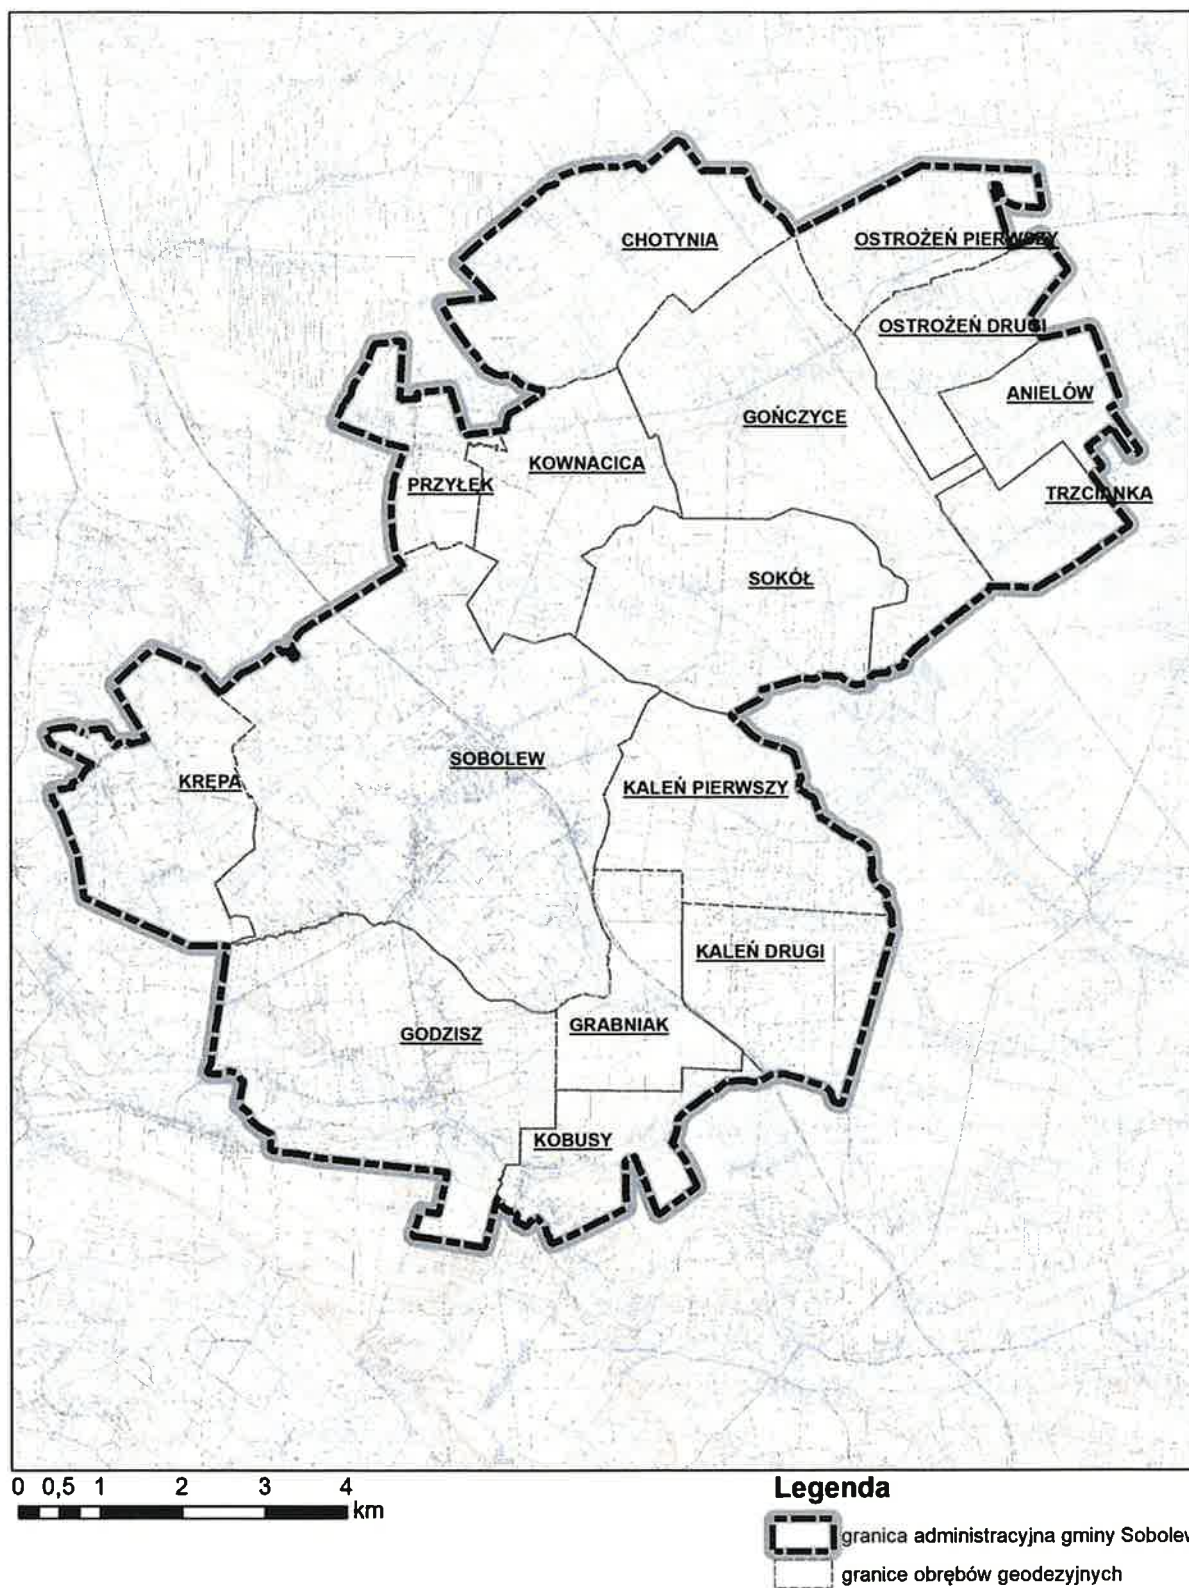 CHOTYNIA
OSTROŻEŃ PIERWSZY
OSTROŻEŃ DRUGI
ANIELÓW
GOŃCZYCE
KOWNACICA
PRZYŁĘK
TRZCIANKA
SOKÓŁ
SOBOLEW
KRĘPA
KALEŃ PIERWSZY
KALEŃ DRUGI
GRABNIAK
GODZISZ
KOBUSY
0 0,5 1 2 3 4
km
Legenda
granica administracyjna gminy Sobolew
granice obrębów geodezyjnych